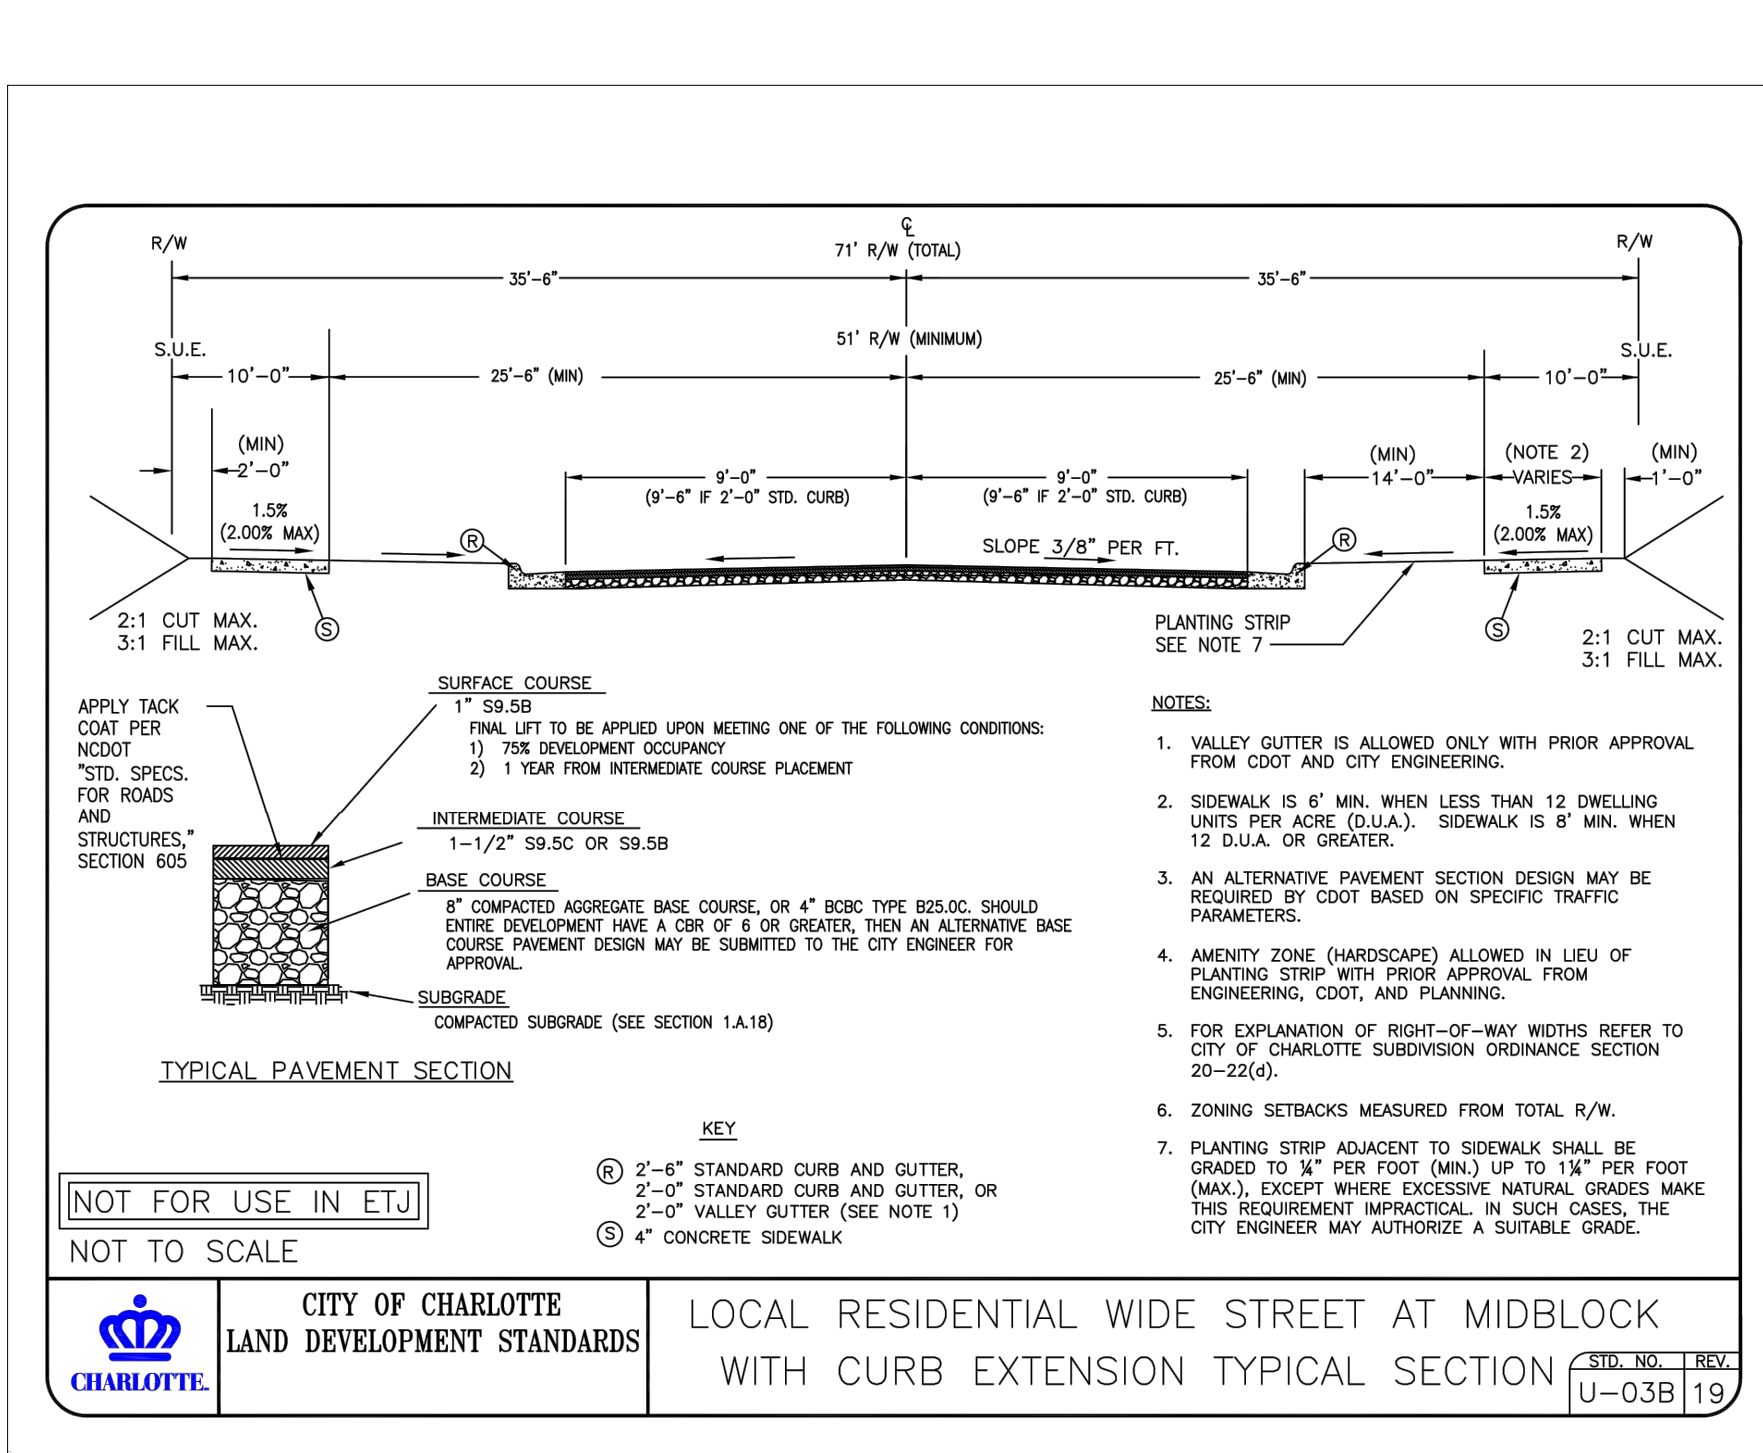 ℄
R/W
71' R/W (TOTAL)
R/W
35'-6"
35'-6"
51' R/W (MINIMUM)
S.U.E.
S.U.E.
10'-0"
25'-6" (MIN)
25'-6" (MIN)
10'-0"
(MIN)
2'-0"
9'-0"
(9'-6" IF 2'-0" STD. CURB)
9'-0"
(9'-6" IF 2'-0" STD. CURB)
(MIN)
14'-0"
(NOTE 2)
VARIES
(MIN)
1'-0"
1.5%
(2.00% MAX)
1.5%
(2.00% MAX)
R
SLOPE 3/8" PER FT.
R
2:1 CUT MAX.
3:1 FILL MAX.
S
PLANTING STRIP
SEE NOTE 7
S
2:1 CUT MAX.
3:1 FILL MAX.
APPLY TACK
COAT PER
NCDOT
"STD. SPECS.
FOR ROADS
AND
STRUCTURES,"
SECTION 605
SURFACE COURSE
1" S9.5B
FINAL LIFT TO BE APPLIED UPON MEETING ONE OF THE FOLLOWING CONDITIONS:
1) 75% DEVELOPMENT OCCUPANCY
2) 1 YEAR FROM INTERMEDIATE COURSE PLACEMENT
INTERMEDIATE COURSE
1-1/2" S9.5C OR S9.5B
BASE COURSE
8" COMPACTED AGGREGATE BASE COURSE, OR 4" BCBC TYPE B25.0C. SHOULD
ENTIRE DEVELOPMENT HAVE A CBR OF 6 OR GREATER, THEN AN ALTERNATIVE BASE
COURSE PAVEMENT DESIGN MAY BE SUBMITTED TO THE CITY ENGINEER FOR
APPROVAL.
SUBGRADE
COMPACTED SUBGRADE (SEE SECTION 1.A.18)
TYPICAL PAVEMENT SECTION
NOTES:
1. VALLEY GUTTER IS ALLOWED ONLY WITH PRIOR APPROVAL
FROM CDOT AND CITY ENGINEERING.
2. SIDEWALK IS 6' MIN. WHEN LESS THAN 12 DWELLING
UNITS PER ACRE (D.U.A.). SIDEWALK IS 8' MIN. WHEN
12 D.U.A. OR GREATER.
3. AN ALTERNATIVE PAVEMENT SECTION DESIGN MAY BE
REQUIRED BY CDOT BASED ON SPECIFIC TRAFFIC
PARAMETERS.
4. AMENITY ZONE (HARDSCAPE) ALLOWED IN LIEU OF
PLANTING STRIP WITH PRIOR APPROVAL FROM
ENGINEERING, CDOT, AND PLANNING.
5. FOR EXPLANATION OF RIGHT-OF-WAY WIDTHS REFER TO
CITY OF CHARLOTTE SUBDIVISION ORDINANCE SECTION
20-22(d).
6. ZONING SETBACKS MEASURED FROM TOTAL R/W.
7. PLANTING STRIP ADJACENT TO SIDEWALK SHALL BE
GRADED TO ¼" PER FOOT (MIN.) UP TO 1¼" PER FOOT
(MAX.), EXCEPT WHERE EXCESSIVE NATURAL GRADES MAKE
THIS REQUIREMENT IMPRACTICAL. IN SUCH CASES, THE
CITY ENGINEER MAY AUTHORIZE A SUITABLE GRADE.
KEY
R 2'-6" STANDARD CURB AND GUTTER,
2'-0" STANDARD CURB AND GUTTER, OR
2'-0" VALLEY GUTTER (SEE NOTE 1)
S 4" CONCRETE SIDEWALK
NOT FOR USE IN ETJ
NOT TO SCALE
CHARLOTTE.
CITY OF CHARLOTTE
LAND DEVELOPMENT STANDARDS
LOCAL RESIDENTIAL WIDE STREET AT MIDBLOCK
WITH CURB EXTENSION TYPICAL SECTION
STD. NO. REV.
U-03B 19